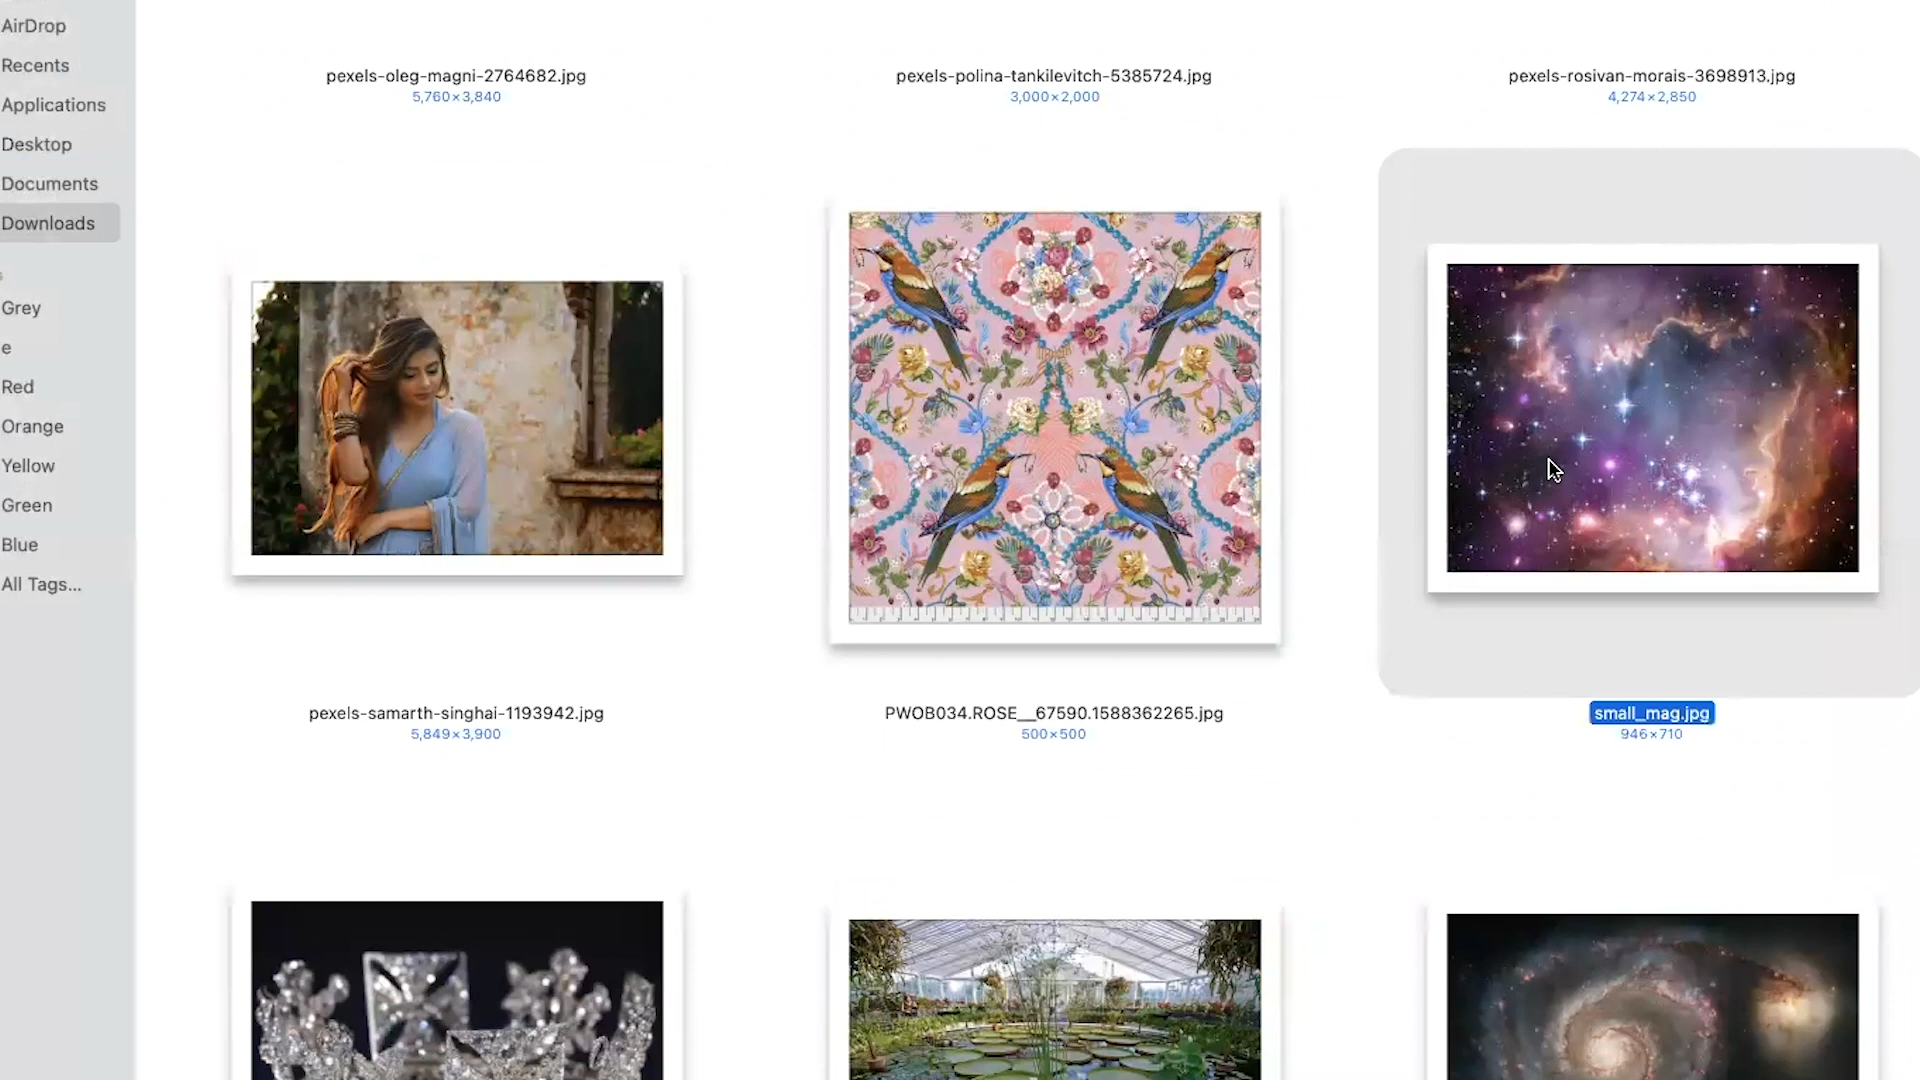 AirDrop
Recents
Applications
Desktop
Documents
Downloads
s
Grey
e
Red
Orange
Yellow
Green
Blue
All Tags...
pexels-oleg-magni-2764682.jpg
5,760×3,840
pexels-polina-tankilevitch-5385724.jpg
3,000×2,000
pexels-rosivan-morais-3698913.jpg
4,274×2,850
pexels-samarth-singhai-1193942.jpg
5,849×3,900
PWOB034.ROSE__67590.1588362265.jpg
500×500
small_mag.jpg
946×710